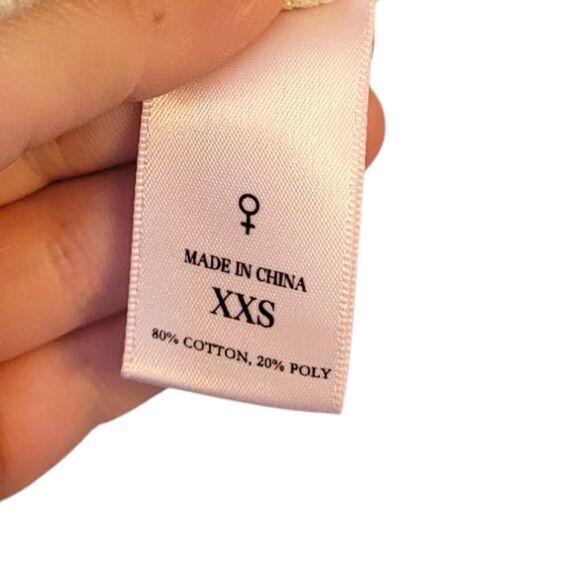 ♀
MADE IN CHINA
XXS
80% COTTON, 20% POLY